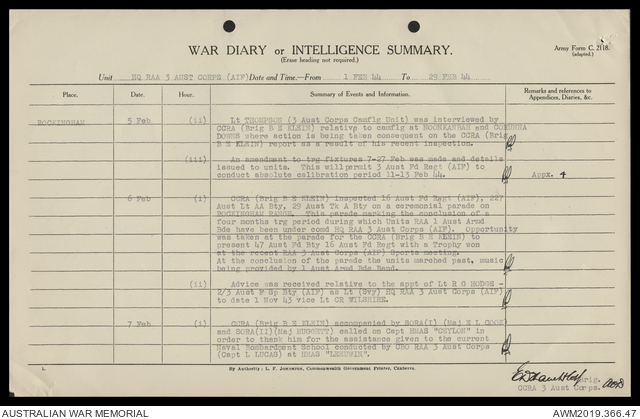 WAR DIARY or INTELLIGENCE SUMMARY.
(Erase heading not required.)
Army Form C. 2118.
(adapted.)
Unit HQ RAA 3 AUST CORPS (AIF) Date and Time.—From 1 FEB 44 To 29 FEB 44
Place. Date. Hour. Summary of Events and Information. Remarks and references to Appendices, Diaries, &c.
ROCKINGHAM 5 Feb (ii) Lt THOMPSON (3 Aust Corps Camflg Unit) was interviewed by
CCRA (Brig B E KLEIN) relative to camflg at NOONKANBAH and CORUNNA
DOWNS where action is being taken consequent on the CCRA (Brig
B E KLEIN) report as a result of his recent inspection.
(iii) An amendment to trg fixtures 7-27 Feb was made and details
issued to units. This will permit 3 Aust Fd Regt (AIF) to
conduct absolute calibration period 11-13 Feb 44. Appx. 4
6 Feb (i) CCRA (Brig B E KLEIN) inspected 16 Aust Fd Regt (AIF), 227
Aust Lt AA Bty, 29 Aust Tk A Bty on a ceremonial parade on
ROCKINGHAM RANGE. This parade marking the conclusion of a
four months trg period during which Units RAA 1 Aust Armd
Bde have been under comd HQ RAA 3 Aust Corps (AIF). Opportunity
was taken at the parade for the CCRA (Brig B E KLEIN) to
present 47 Aust Fd Bty 16 Aust Fd Regt with a Trophy won
at the recent RAA 3 Aust Corps (AIF) Sports meeting.
At the conclusion of the parade the units marched past, music
being provided by 1 Aust Armd Bde Band.
(ii) Advice was received relative to the appt of Lt R G HODGE -
2/3 Aust F Sp Bty (AIF) as Lt (Svy) HQ RAA 3 Aust Corps (AIF)
to date 1 Nov 43 vice Lt CR WILSHIRE.
7 Feb (i) CCRA (Brig B E KLEIN) accompanied by SORA(I) (Maj E L COOK)
and SORA(II)(Maj HUGGETT) called on Capt HMAS "CEYLON" in
order to thank him for the assistance given to the current
Naval Bombardment School conducted by CBO RAA 3 Aust Corps
(Capt L LUCAS) at HMAS "LEEUWIN".
Brig.
CCRA 3 Aust Corps.
By Authority: L. F. JOHNSTON, Commonwealth Government Printer, Canberra.
AUSTRALIAN WAR MEMORIAL
AWM2019.366.47